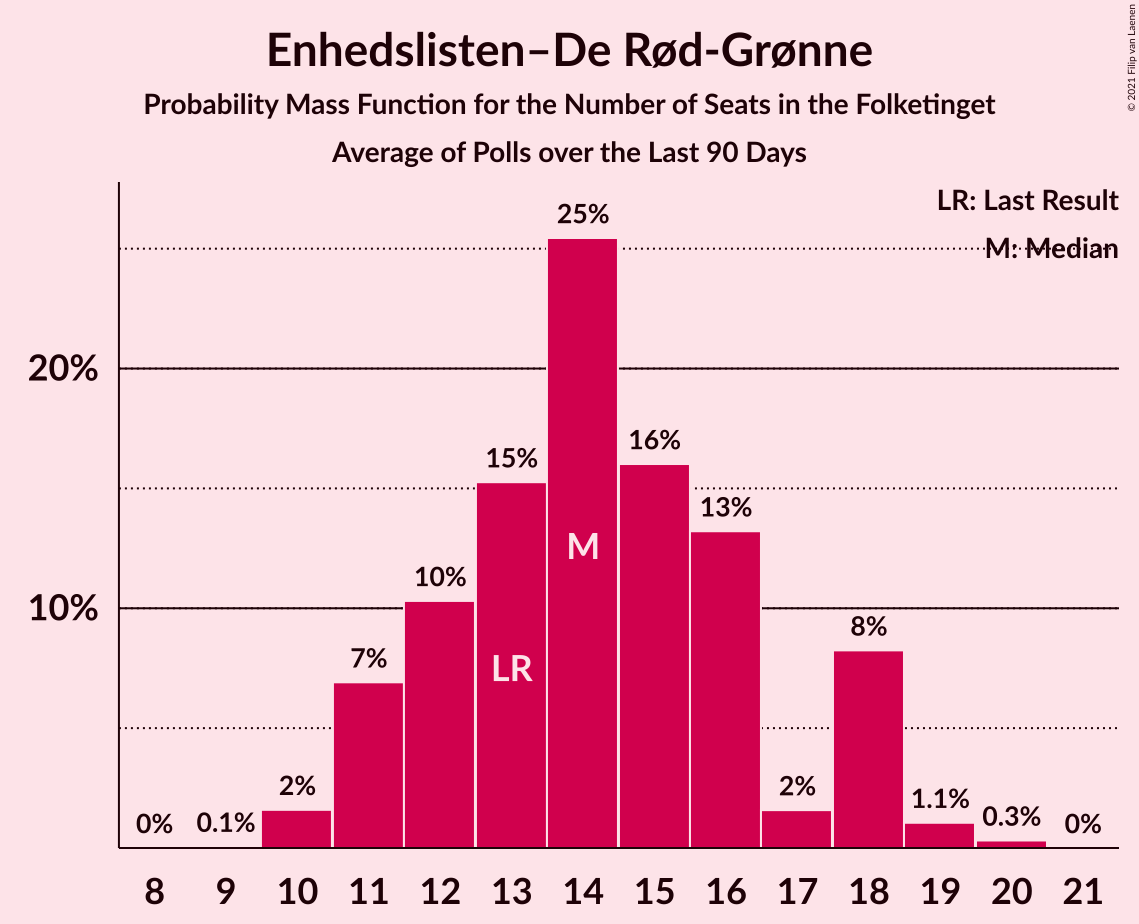 Enhedslisten–De Rød-Grønne
Probability Mass Function for the Number of Seats in the Folketinget
Average of Polls over the Last 90 Days
© 2021 Filip van Laenen
LR: Last Result
M: Median
20%
10%
0%
0.1%
2%
7%
10%
15%
25%
16%
13%
2%
8%
1.1%
0.3%
0%
LR
M
8 9 10 11 12 13 14 15 16 17 18 19 20 21